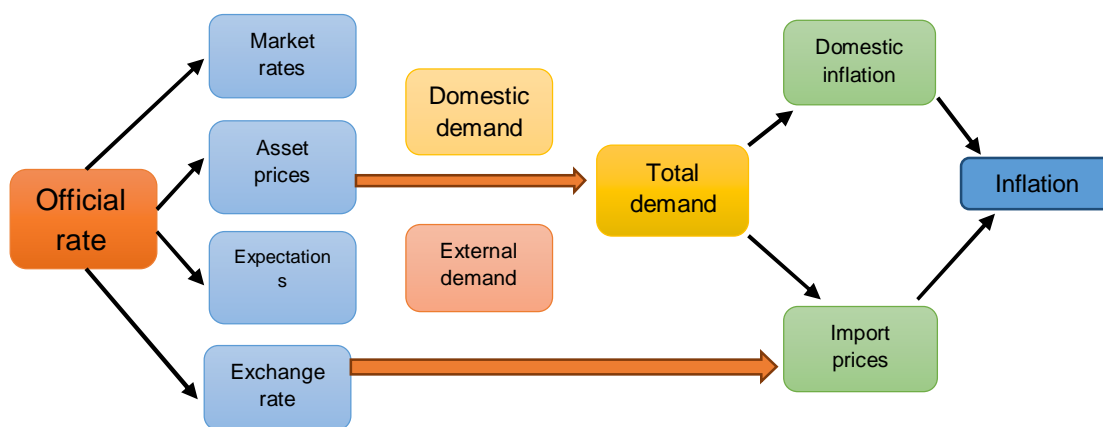 Market
rates
Asset
prices
Expectation
s
Exchange
rate
Official
rate
Domestic
demand
External
demand
Total
demand
Domestic
inflation
Import
prices
Inflation